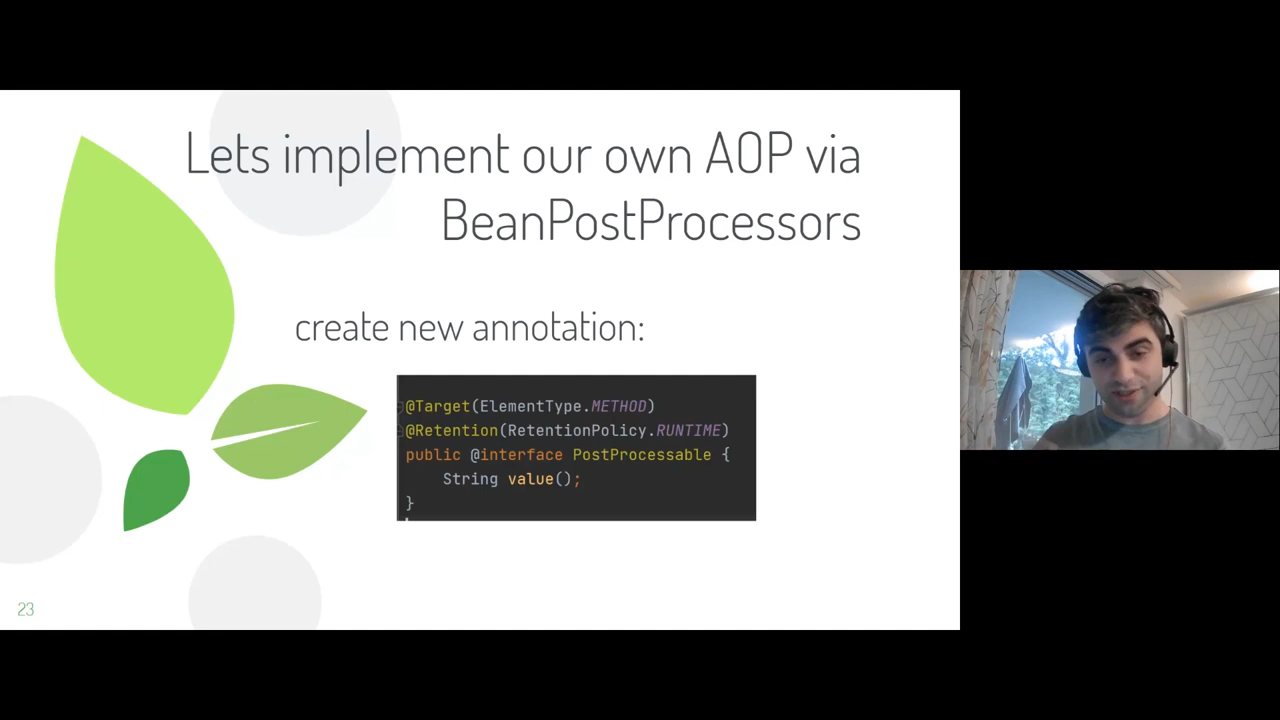 Lets implement our own AOP via
BeanPostProcessors
create new annotation:
@Target(ElementType.METHOD)
@Retention(RetentionPolicy.RUNTIME)
public @interface PostProcessable {
String value();
}
23